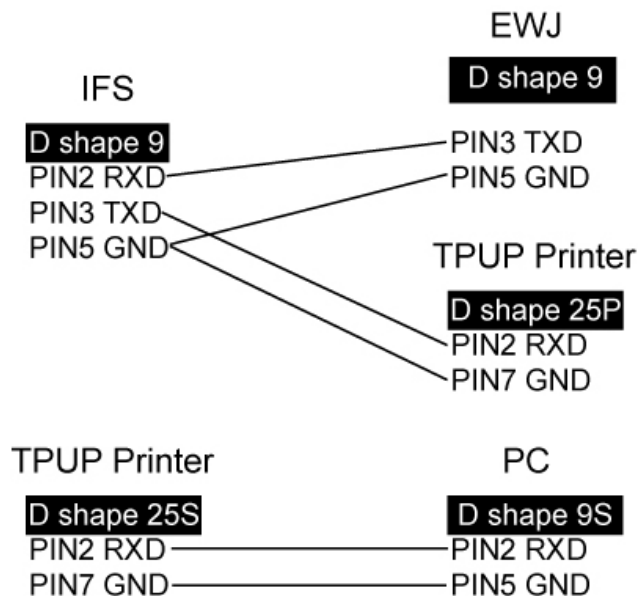 IFS
D shape 9
PIN2 RXD
PIN3 TXD
PIN5 GND
EWJ
D shape 9
PIN3 TXD
PIN5 GND
TPUP Printer
D shape 25P
PIN2 RXD
PIN7 GND
TPUP Printer
D shape 25S
PIN2 RXD
PIN7 GND
PC
D shape 9S
PIN2 RXD
PIN5 GND